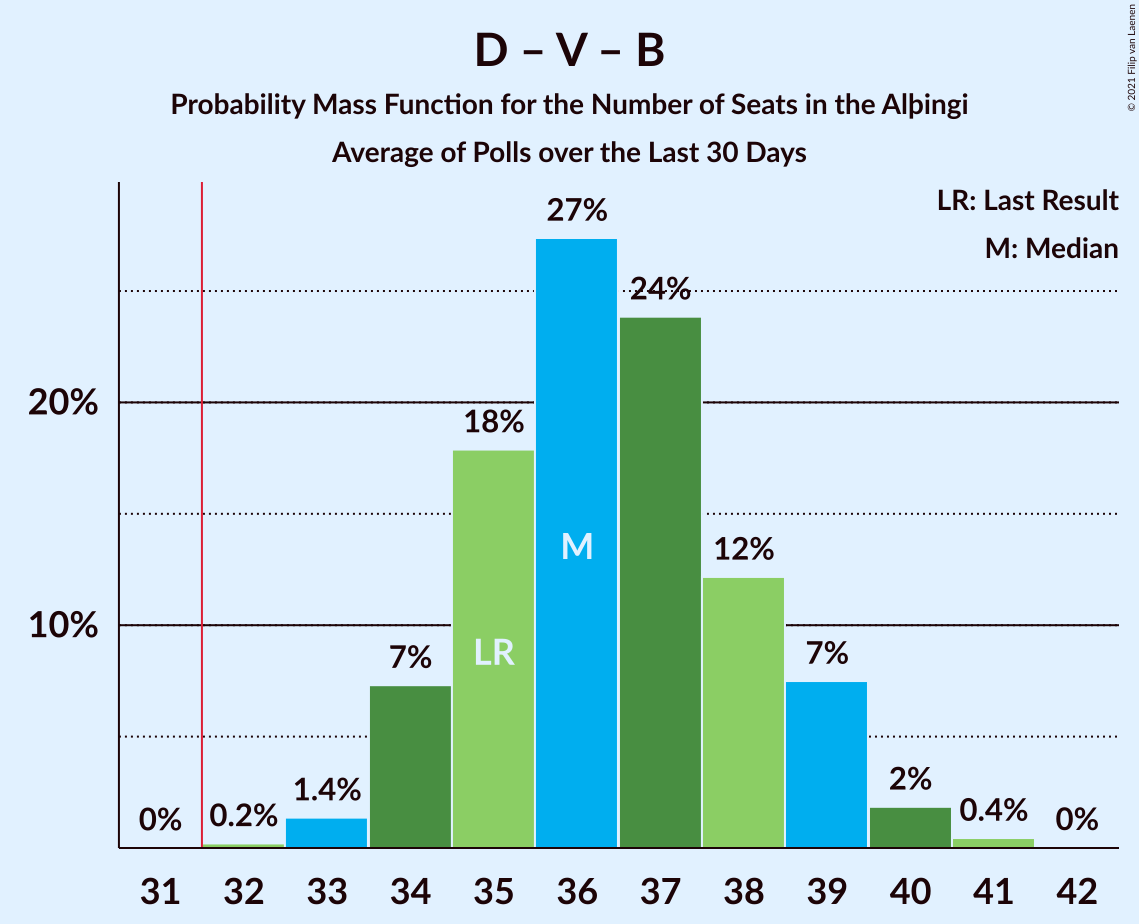 D – V – B
Probability Mass Function for the Number of Seats in the Alþingi
Average of Polls over the Last 30 Days
© 2021 Filip van Laenen
LR: Last Result
M: Median
27%
24%
20%
18%
12%
10%
7%
7%
2%
1.4%
0.4%
0.2%
0%
0%
M
LR
31 32 33 34 35 36 37 38 39 40 41 42